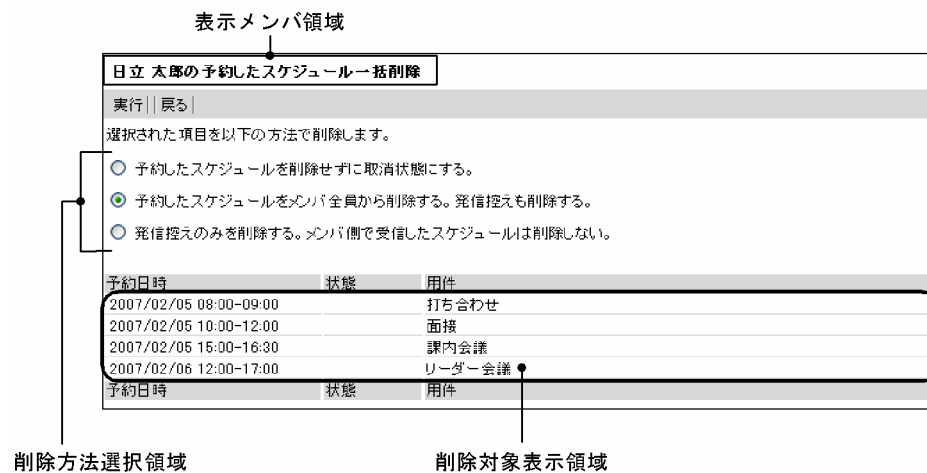 表示メンバ領域
日立 太郎の予約したスケジュール一括削除
実行||戻る|
選択された項目を以下の方法で削除します。
予約したスケジュールを削除せずに取消状態にする。
予約したスケジュールをメンバ全員から削除する。発信控えも削除する。
発信控えのみを削除する。メンバ側で受信したスケジュールは削除しない。
予約日時 状態 用件
2007/02/05 08:00-09:00 打ち合わせ
2007/02/05 10:00-12:00 面接
2007/02/05 15:00-16:30 課内会議
2007/02/06 12:00-17:00 リーダー会議
予約日時 状態 用件
削除方法選択領域 削除対象表示領域